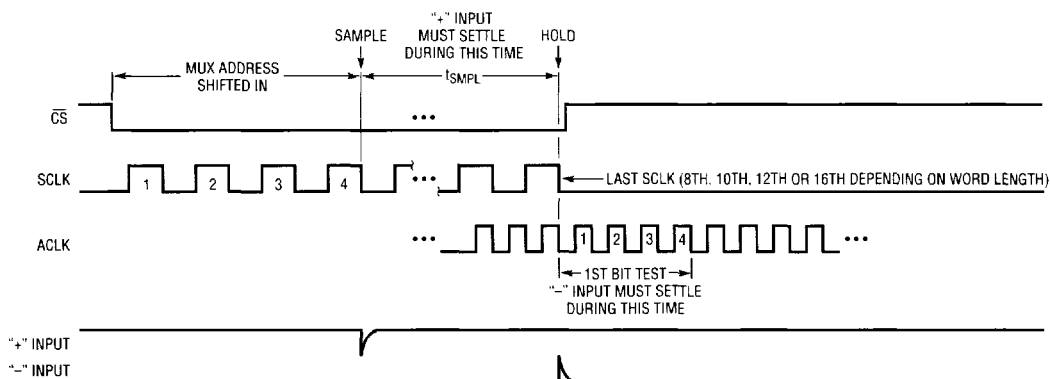 “+” INPUT
SAMPLE MUST SETTLE HOLD
DURING THIS TIME
MUX ADDRESS
SHIFTED IN
tSMPL
CS
•••
SCLK
1 2 3 4 •••
LAST SCLK (8TH, 10TH, 12TH OR 16TH DEPENDING ON WORD LENGTH)
ACLK
••• 1 2 3 4 •••
1ST BIT TEST
“–” INPUT MUST SETTLE
DURING THIS TIME
“+” INPUT
“–” INPUT